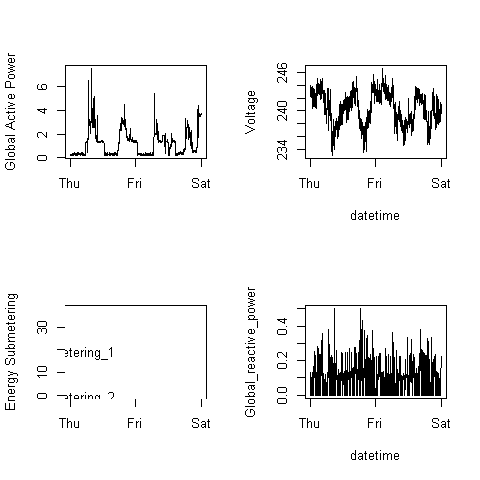 Global Active Power
6
4
2
0
Thu
Fri
Sat
Voltage
246
240
234
Thu
Fri
Sat
datetime
Energy Submetering
30
10
0
etering_1
etering_2
Thu
Fri
Sat
Global_reactive_power
0.4
0.2
0.0
Thu
Fri
Sat
datetime